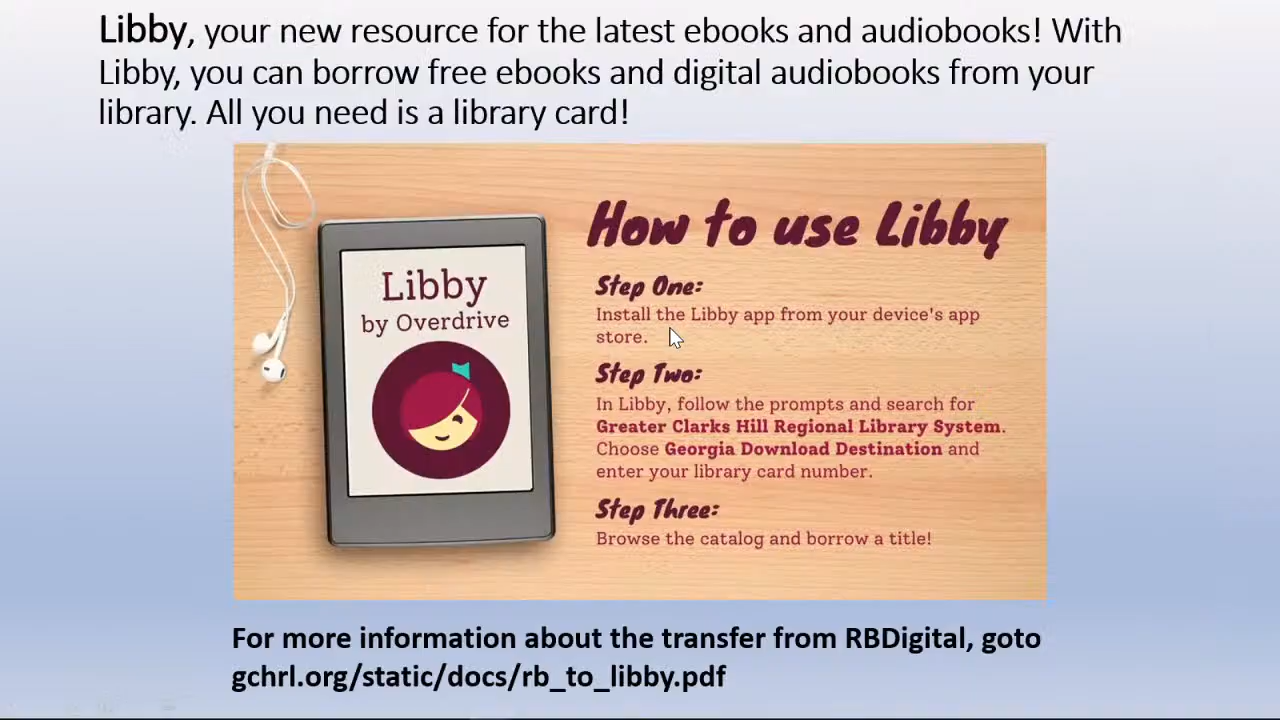 Libby, your new resource for the latest ebooks and audiobooks! With
Libby, you can borrow free ebooks and digital audiobooks from your
library. All you need is a library card!
Libby
by Overdrive
How to use Libby
Step One:
Install the Libby app from your device's app
store.
Step Two:
In Libby, follow the prompts and search for
Greater Clarks Hill Regional Library System.
Choose Georgia Download Destination and
enter your library card number.
Step Three:
Browse the catalog and borrow a title!
For more information about the transfer from RBDigital, goto
gchrl.org/static/docs/rb_to_libby.pdf